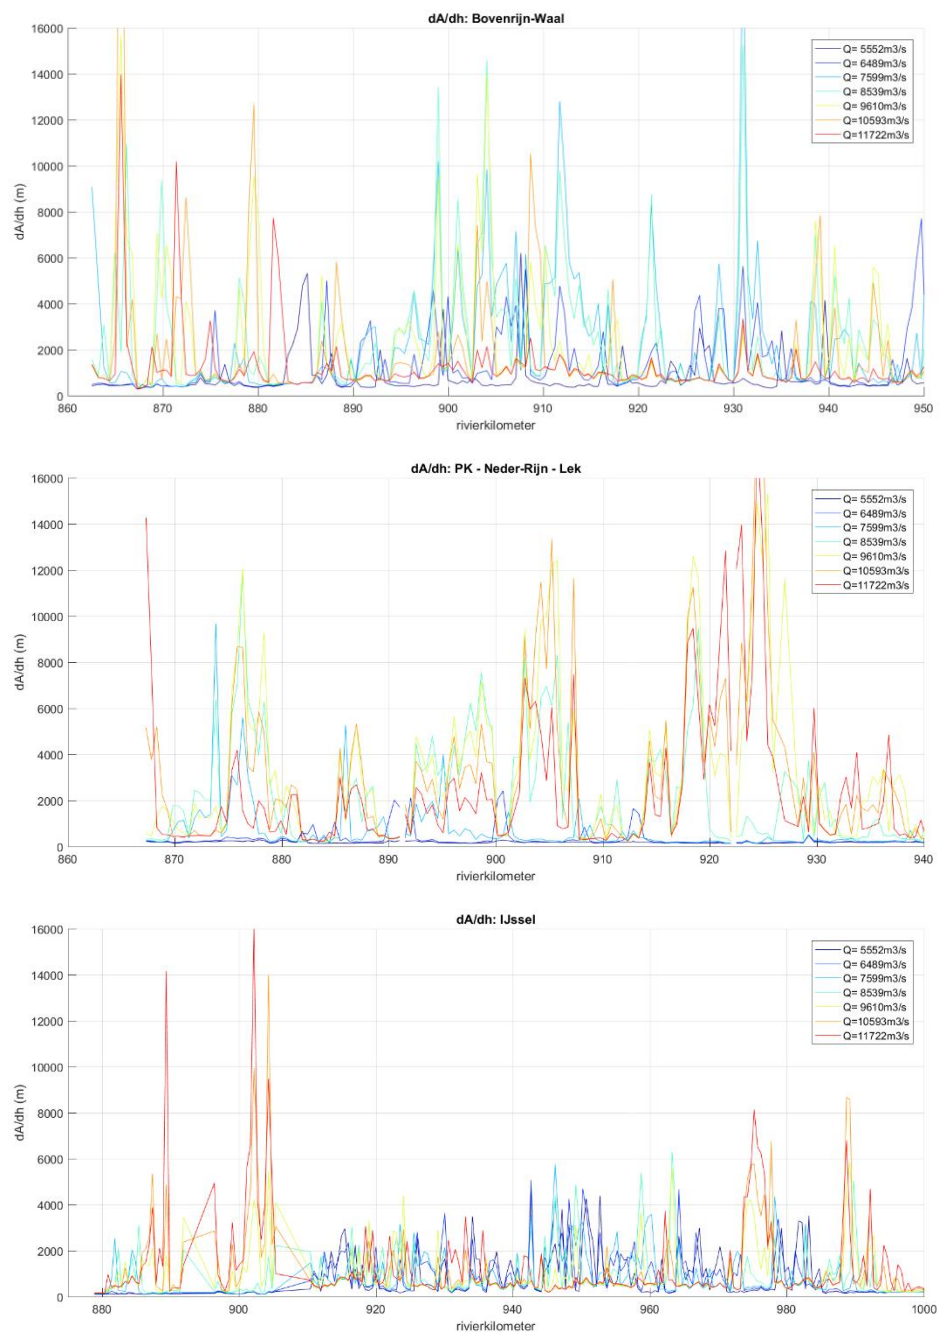 dA/dh: Bovenrijn-Waal
16000
14000
12000
10000
8000
6000
4000
2000
0
dA/dh (m)
860
870
880
890
900
910
920
930
940
950
rivierkilometer
Q= 5552m3/s
Q= 6489m3/s
Q= 7599m3/s
Q= 8539m3/s
Q= 9610m3/s
Q=10593m3/s
Q=11722m3/s
dA/dh: PK - Neder-Rijn - Lek
16000
14000
12000
10000
8000
6000
4000
2000
0
dA/dh (m)
860
870
880
890
900
910
920
930
940
rivierkilometer
Q= 5552m3/s
Q= 6489m3/s
Q= 7599m3/s
Q= 8539m3/s
Q= 9610m3/s
Q=10593m3/s
Q=11722m3/s
dA/dh: IJssel
16000
14000
12000
10000
8000
6000
4000
2000
0
dA/dh (m)
880
900
920
940
960
980
1000
rivierkilometer
Q= 5552m3/s
Q= 6489m3/s
Q= 7599m3/s
Q= 8539m3/s
Q= 9610m3/s
Q=10593m3/s
Q=11722m3/s